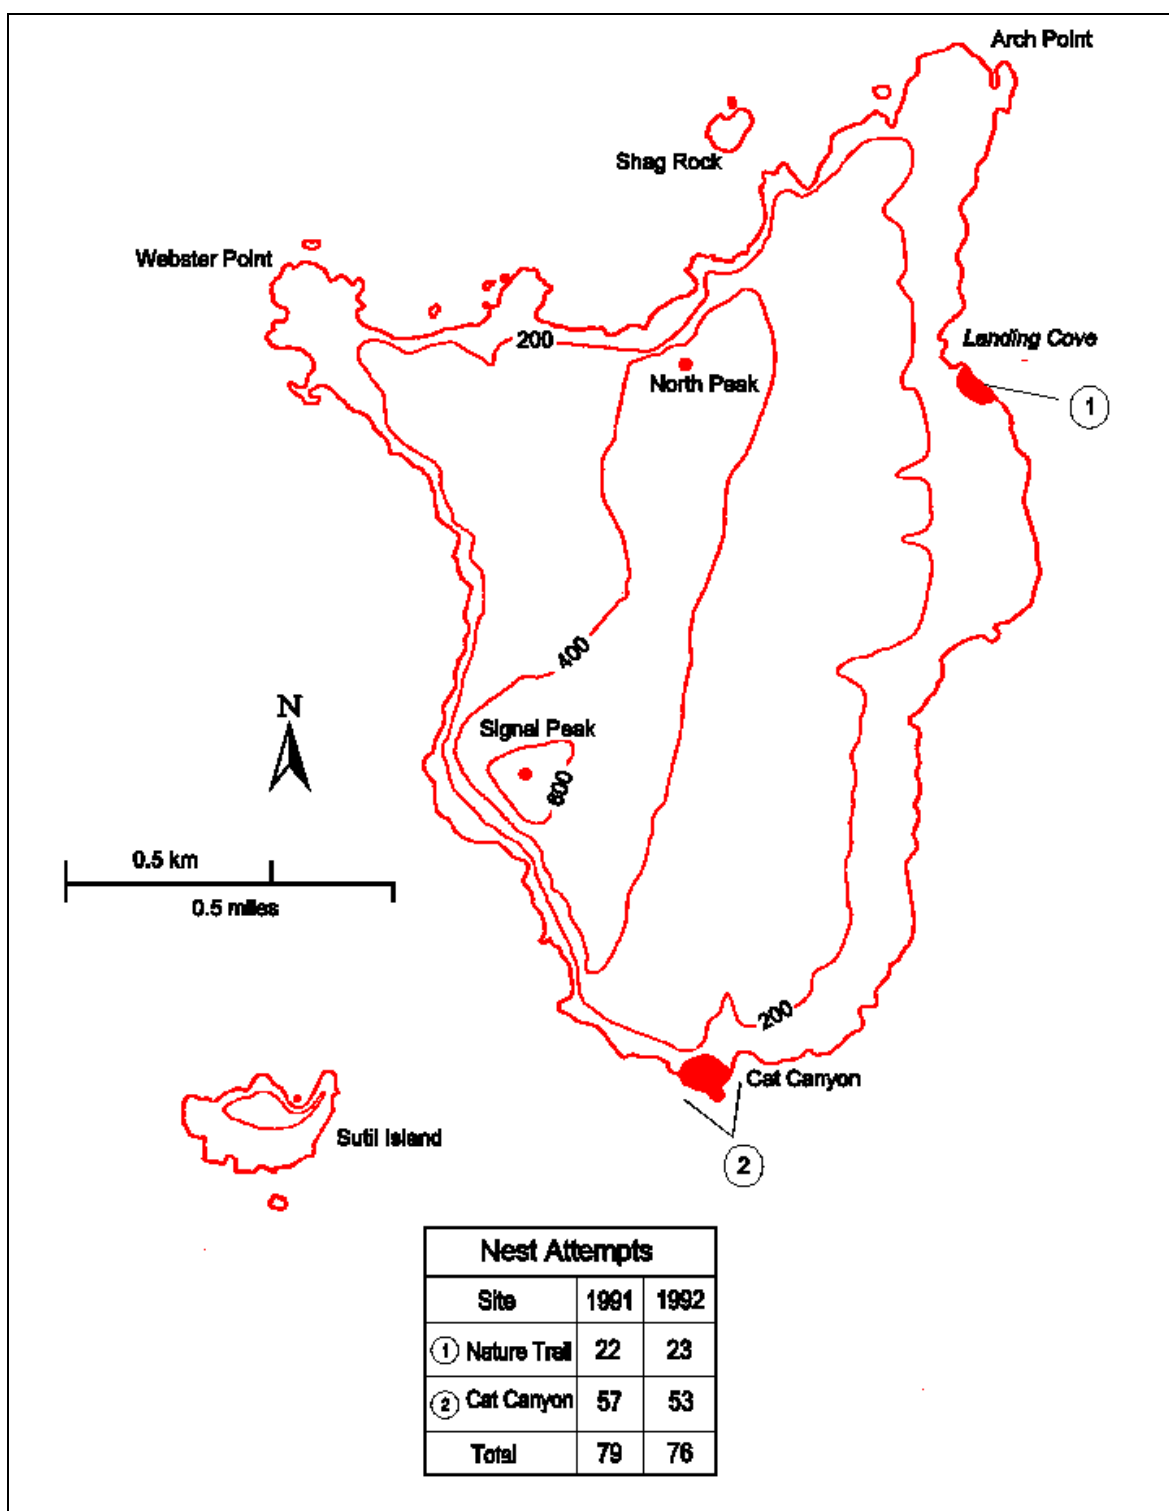 Arch Point
Shag Rock
Webster Point
200
Landing Cove
North Peak
1
400
Signal Peak
600
N
0.5 km
0.5 miles
200
Cat Canyon
2
Sutil Island
Nest Attempts
Site 1991 1992
1 Nature Trail 22 23
2 Cat Canyon 57 53
Total 79 76